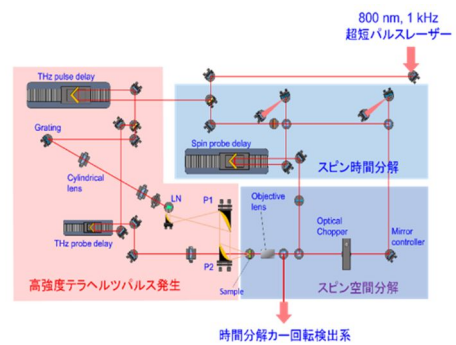 800 nm, 1 kHz
超短パルスレーザー
THz pulse delay
Grating
Spin probe delay
スピン時間分解
Cylindrical
lens
LN
P1
Objective
lens
Optical
Chopper
Mirror
controller
THz probe delay
P2
Sample
高強度テラヘルツパルス発生
スピン空間分解
時間分解カー回転検出系